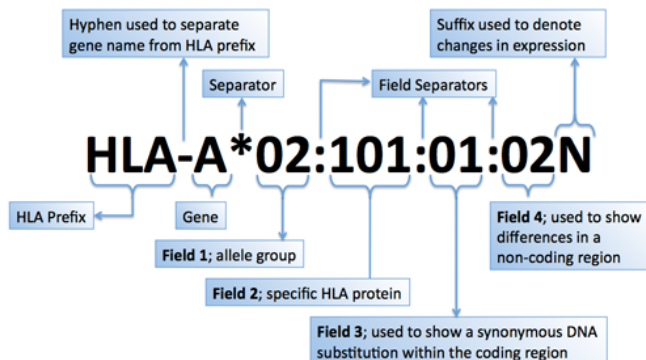 Hyphen used to separate
gene name from HLA prefix
Suffix used to denote
changes in expression
Separator
Field Separators
HLA-A*02:101:01:02N
HLA Prefix
Gene
Field 4; used to show
differences in a
non-coding region
Field 1; allele group
Field 2; specific HLA protein
Field 3; used to show a synonymous DNA
substitution within the coding region